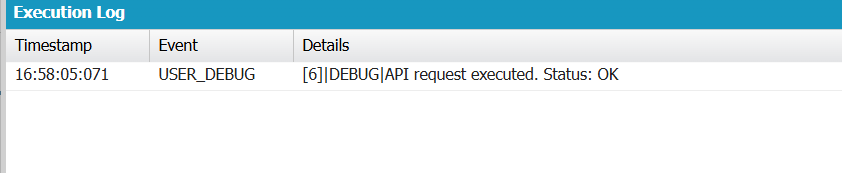 Execution Log
Timestamp Event Details
16:58:05:071 USER_DEBUG [6]|DEBUG|API request executed. Status: OK